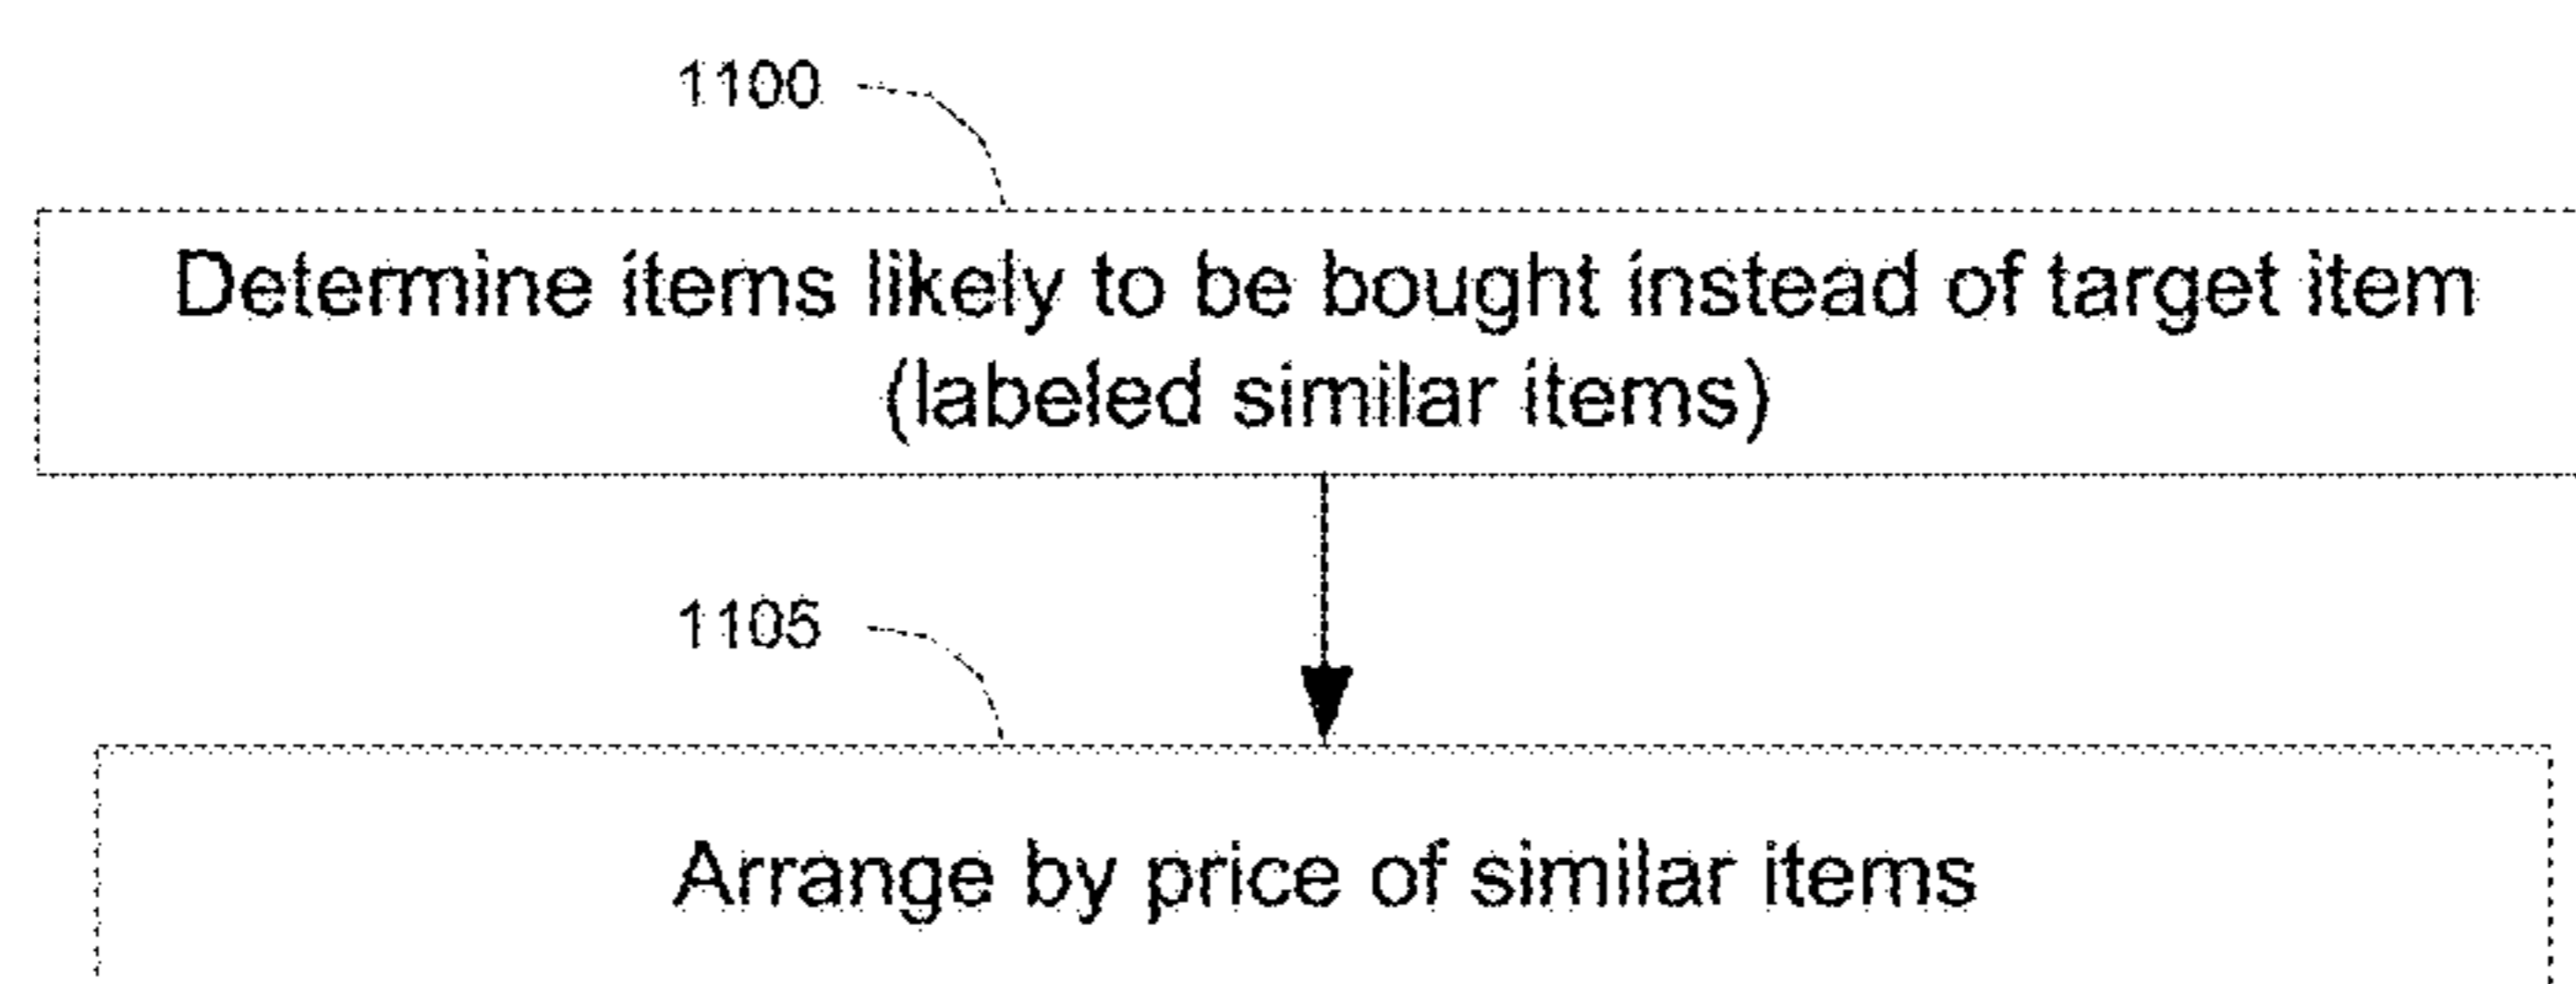 1100
Determine items likely to be bought instead of target item
(labeled similar items)
1105
Arrange by price of similar items